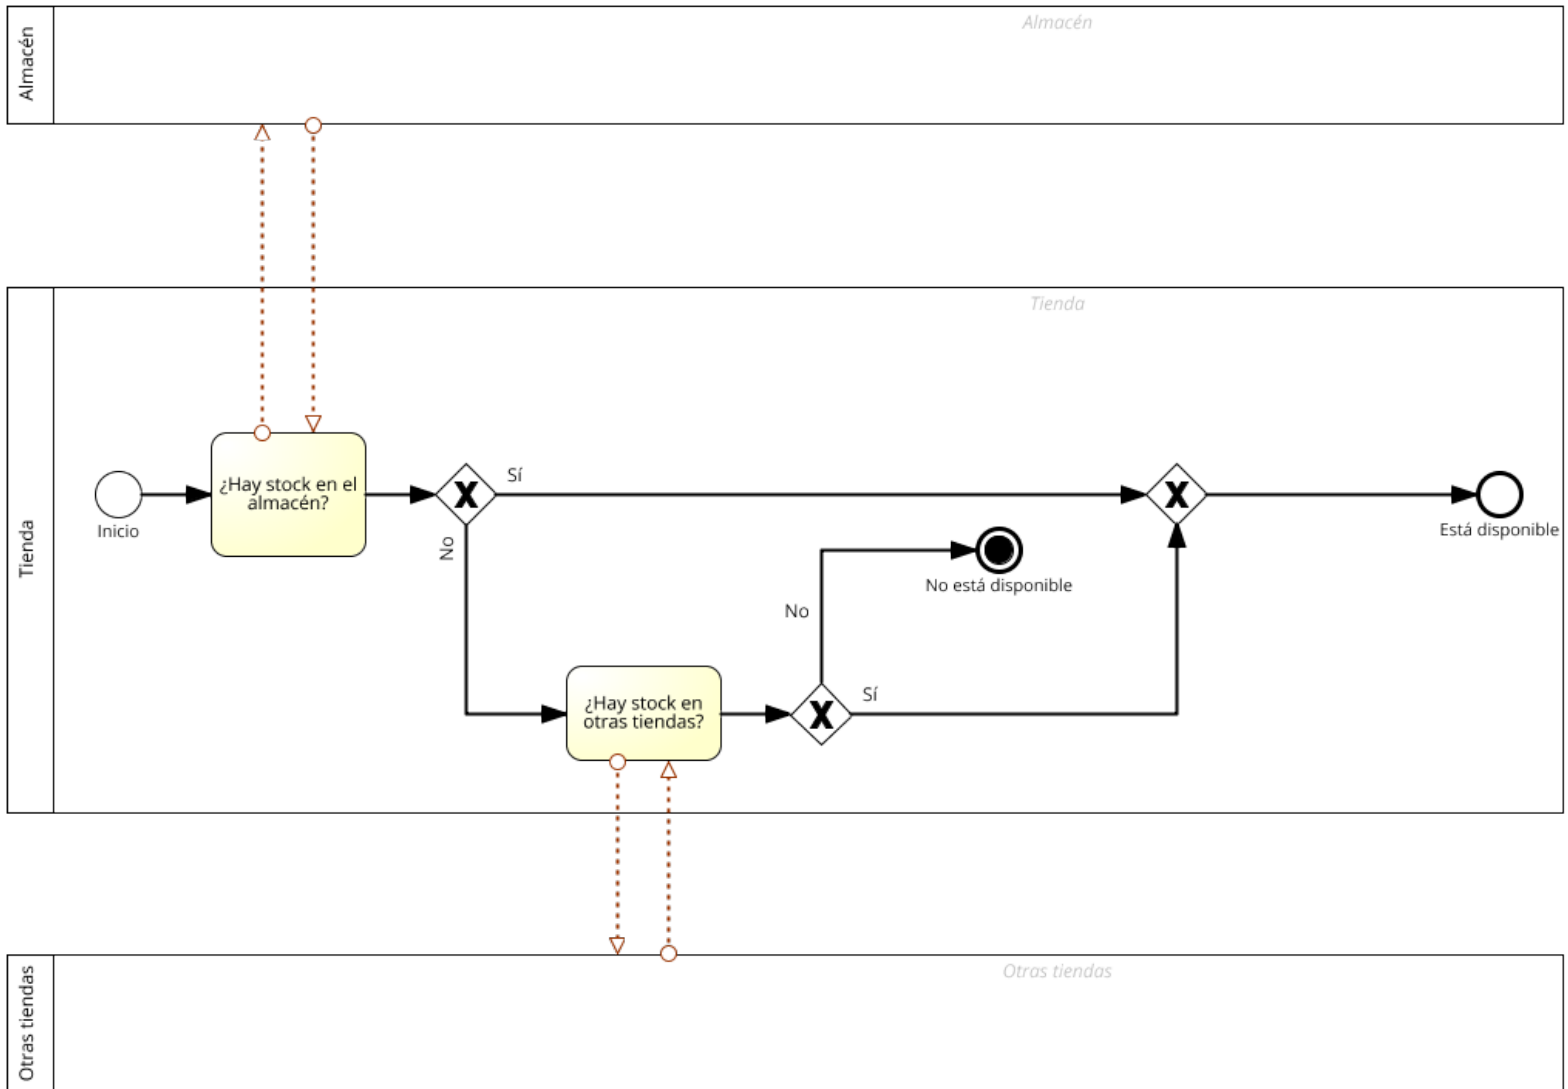 Almacén
Almacén
Tienda
Tienda
¿Hay stock en el
almacén?
Sí
Inicio
No
Está disponible
No está disponible
No
¿Hay stock en
otras tiendas?
Sí
Otras tiendas
Otras tiendas